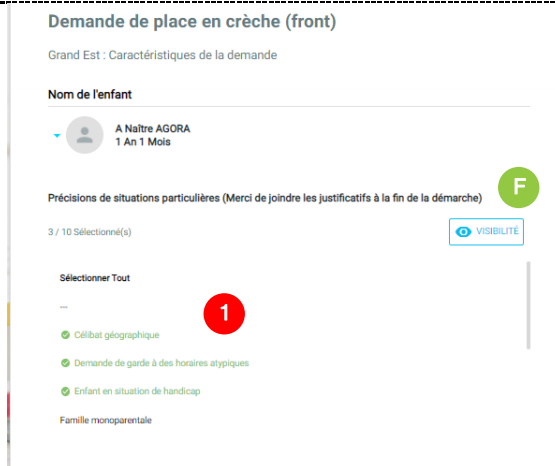 Demande de place en crèche (front)
Grand Est : Caractéristiques de la demande
Nom de l'enfant
A Naître AGORA
1 An 1 Mois
F
Précisions de situations particulières (Merci de joindre les justificatifs à la fin de la démarche)
3 / 10 Sélectionné(s)
VISIBILITÉ
Sélectionner Tout
---
1
Célibat géographique
Demande de garde à des horaires atypiques
Enfant en situation de handicap
Famille monoparentale